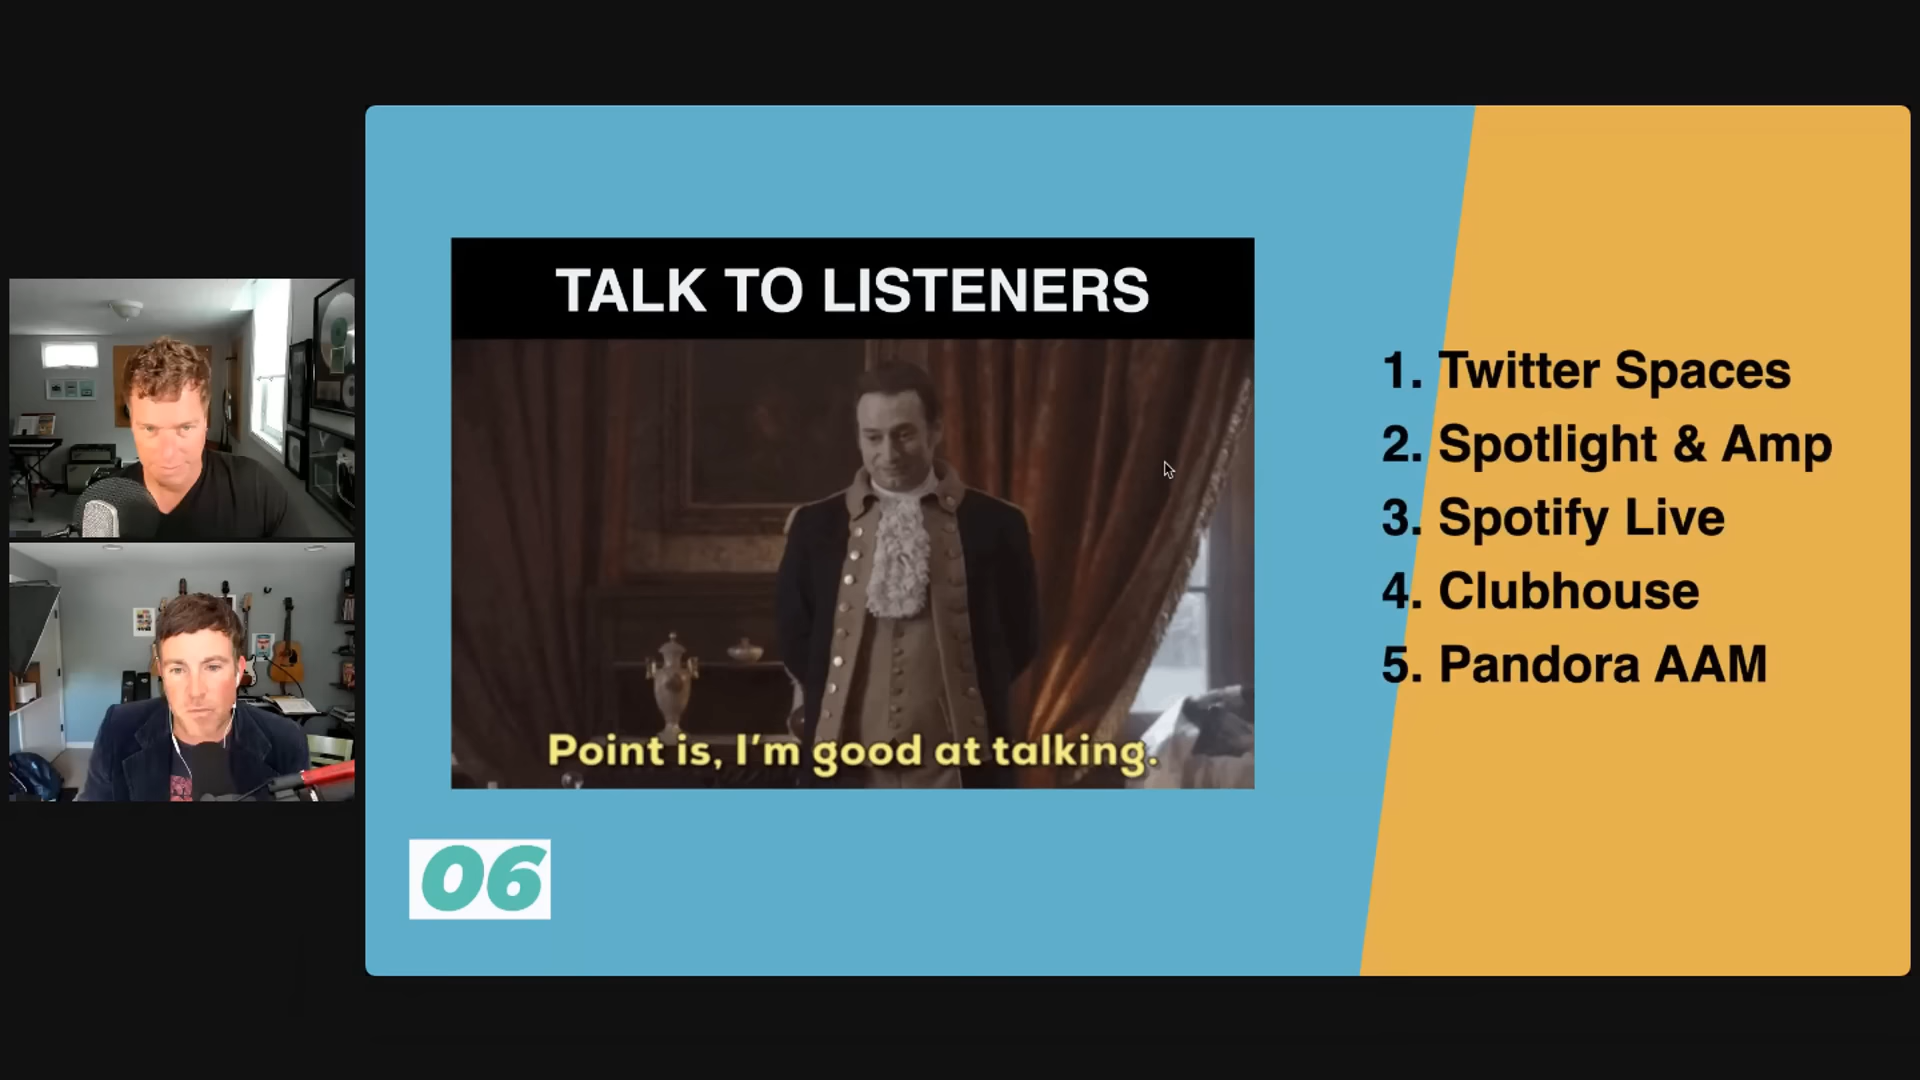 TALK TO LISTENERS
Point is, I'm good at talking.
06
1. Twitter Spaces
2. Spotlight & Amp
3. Spotify Live
4. Clubhouse
5. Pandora AAM